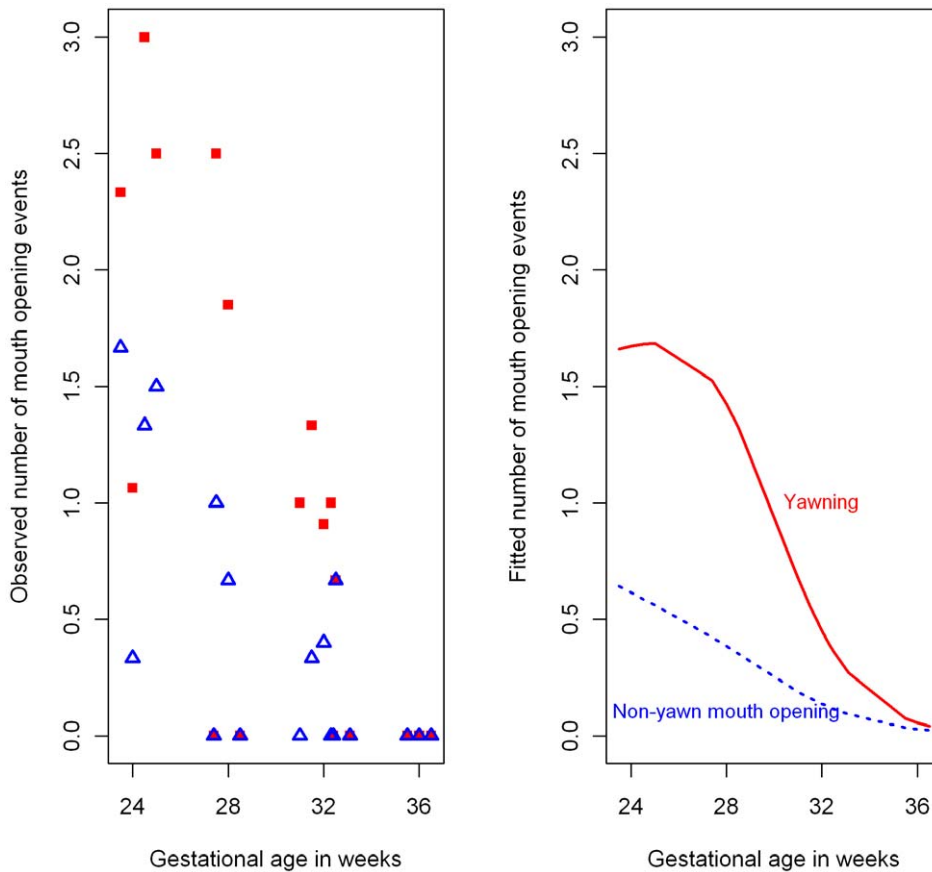 Observed number of mouth opening events
3.0
2.5
2.0
1.5
1.0
0.5
0.0
24 28 32 36
Gestational age in weeks
Fitted number of mouth opening events
3.0
2.5
2.0
1.5
1.0
0.5
0.0
Yawning
Non-yawn mouth opening
24 28 32 36
Gestational age in weeks